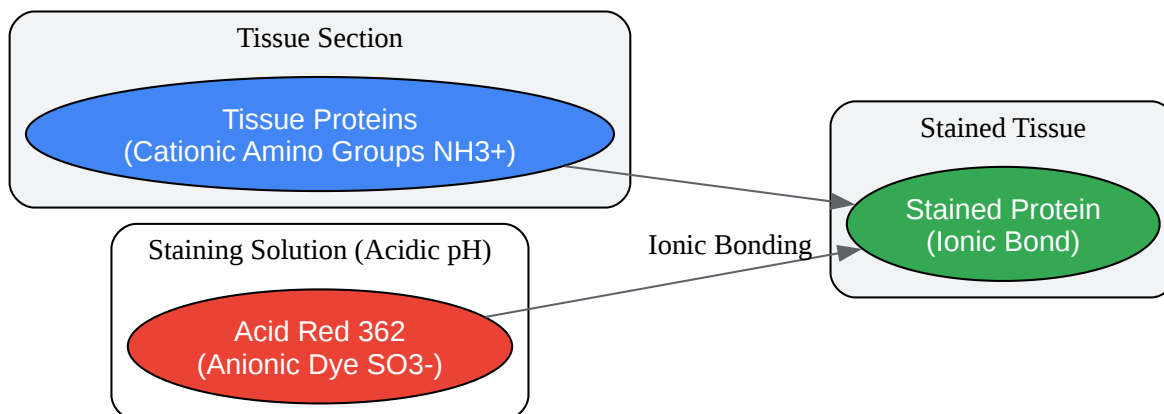 Tissue Section
Tissue Proteins
(Cationic Amino Groups NH3+)
Staining Solution (Acidic pH)
Acid Red 362
(Anionic Dye SO3-)
Ionic Bonding
Stained Tissue
Stained Protein
(Ionic Bond)